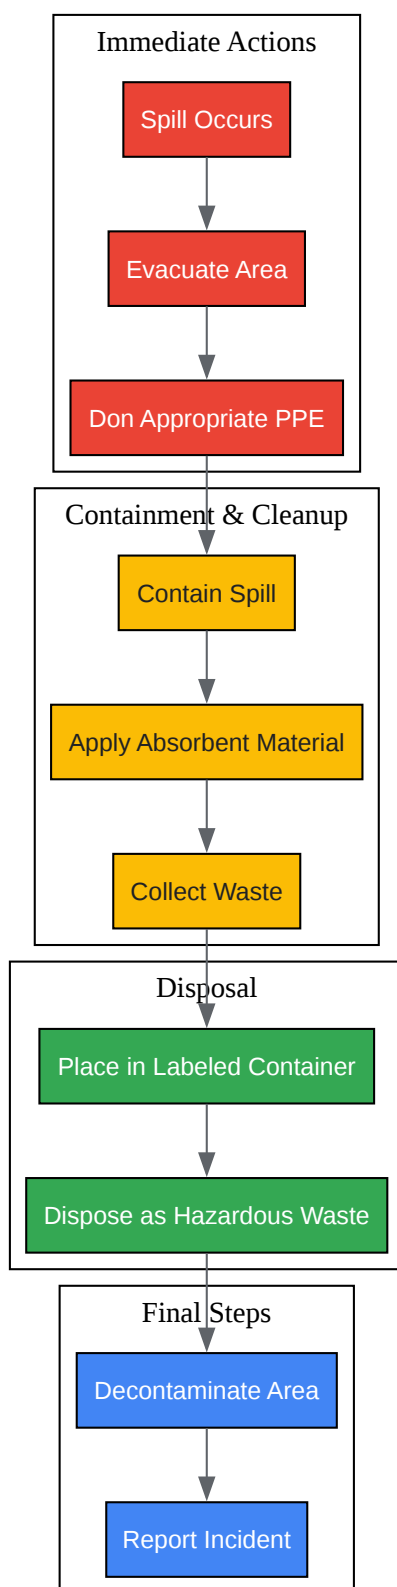 Immediate Actions
Spill Occurs
Evacuate Area
Don Appropriate PPE
Containment & Cleanup
Contain Spill
Apply Absorbent Material
Collect Waste
Disposal
Place in Labeled Container
Dispose as Hazardous Waste
Final Steps
Decontaminate Area
Report Incident